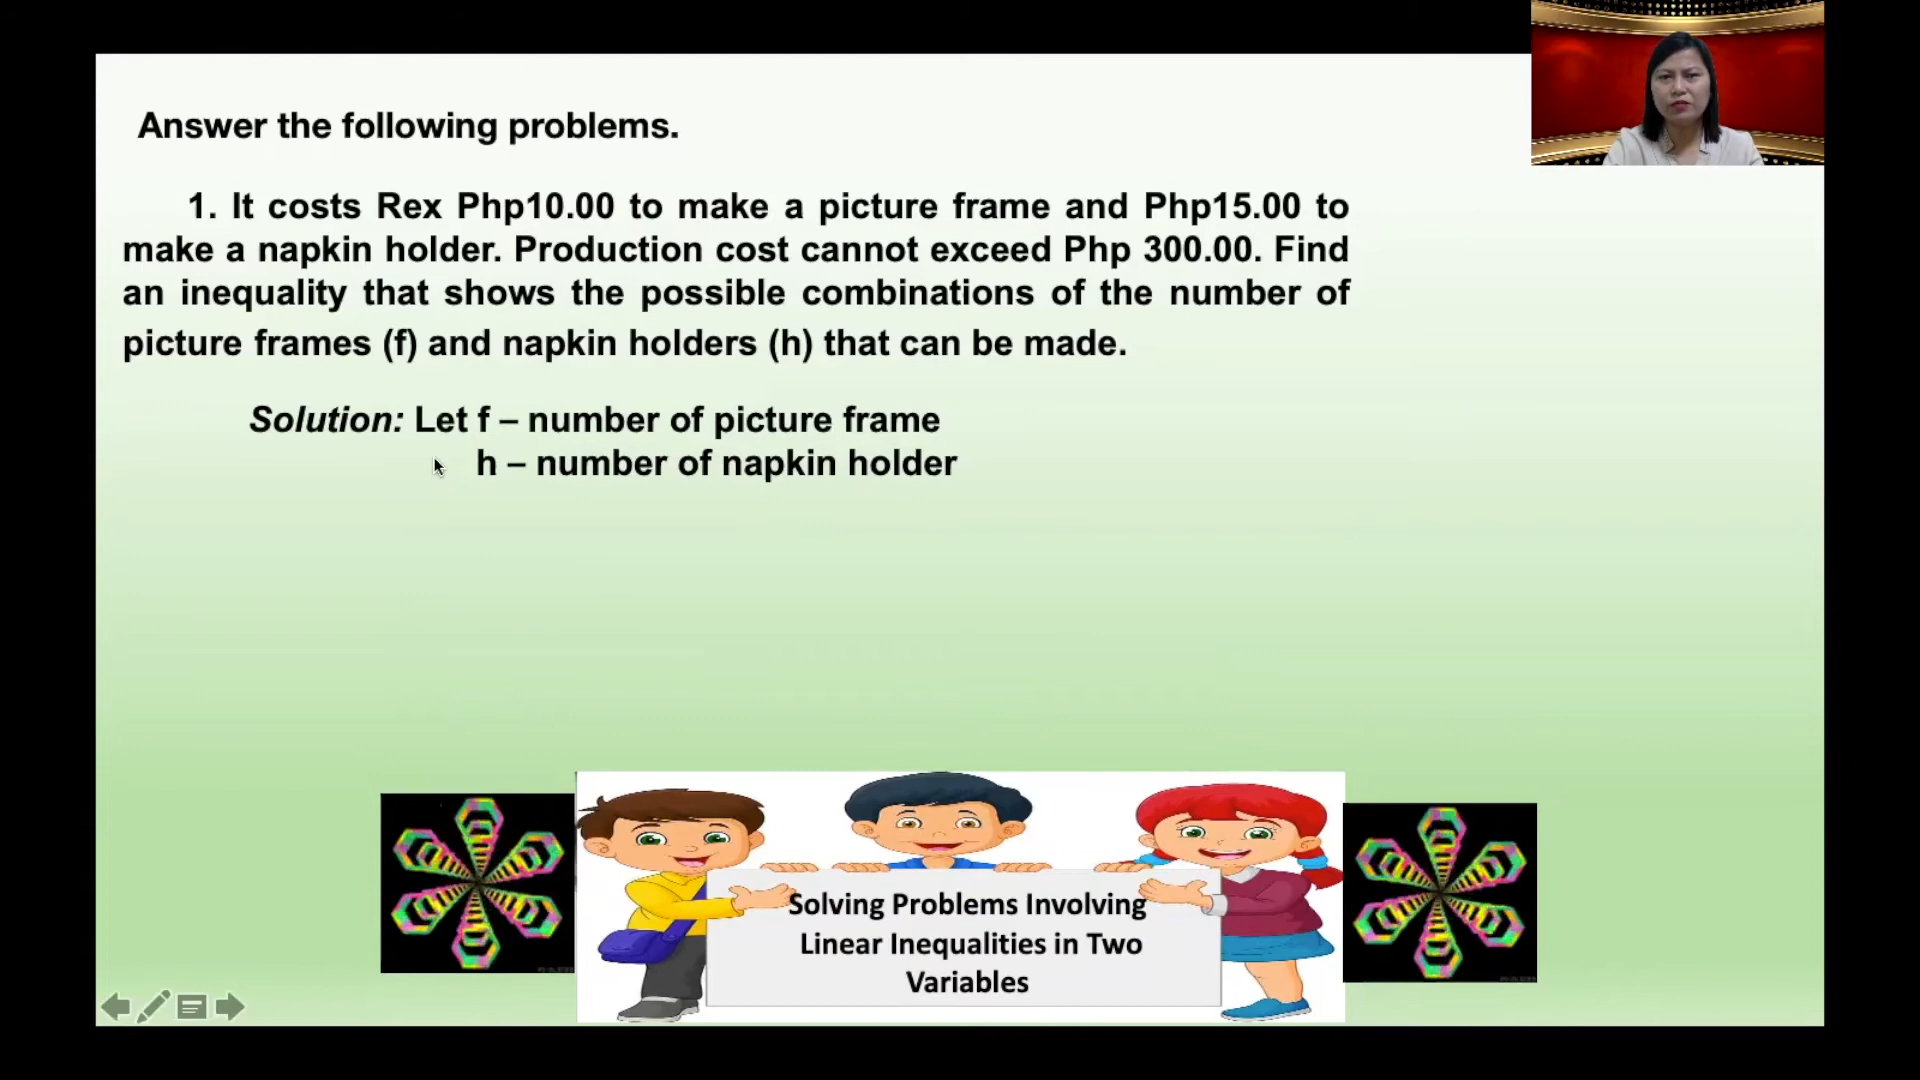 Answer the following problems.
1. It costs Rex Php10.00 to make a picture frame and Php15.00 to
make a napkin holder. Production cost cannot exceed Php 300.00. Find
an inequality that shows the possible combinations of the number of
picture frames (f) and napkin holders (h) that can be made.
Solution: Let f – number of picture frame
h – number of napkin holder
Solving Problems Involving
Linear Inequalities in Two
Variables